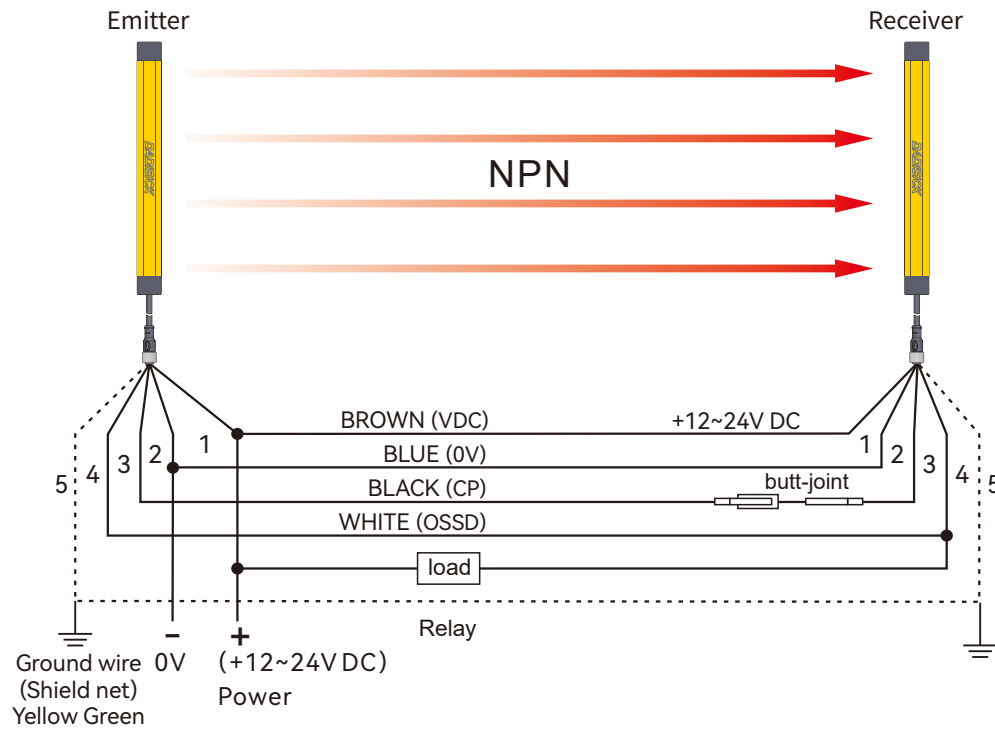 Emitter
Receiver
DADISICK
DADISICK
NPN
BROWN (VDC)
+12~24V DC
BLUE (0V)
BLACK (CP)
butt-joint
WHITE (OSSD)
load
1
2
3
4
5
1
2
3
4
5
Relay
-
+
Ground wire
(Shield net)
Yellow Green
0V
(+12~24V DC)
Power